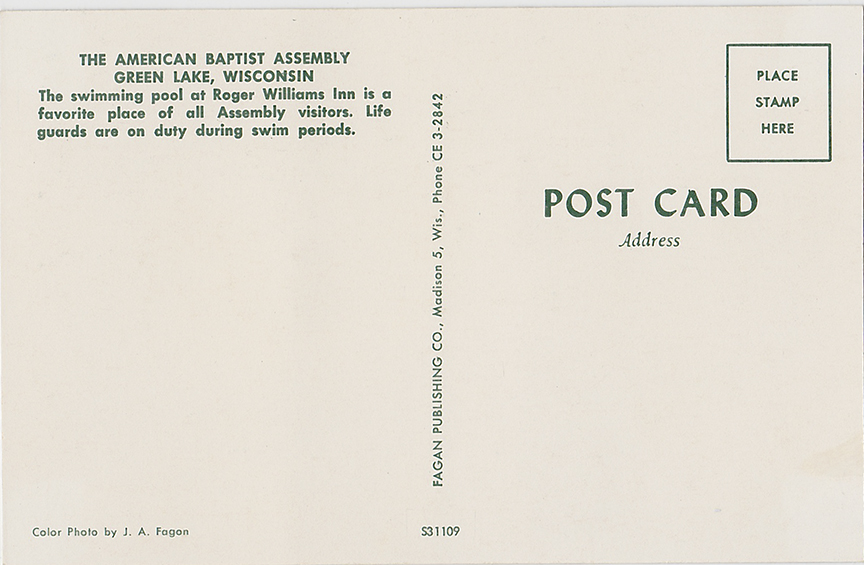 THE AMERICAN BAPTIST ASSEMBLY
GREEN LAKE, WISCONSIN
The swimming pool at Roger Williams Inn is a
favorite place of all Assembly visitors. Life
guards are on duty during swim periods.
Color Photo by J. A. Fagon
FAGAN PUBLISHING CO., Madison 5, Wis., Phone CE 3-2842
S31109
PLACE
STAMP
HERE
POST CARD
Address